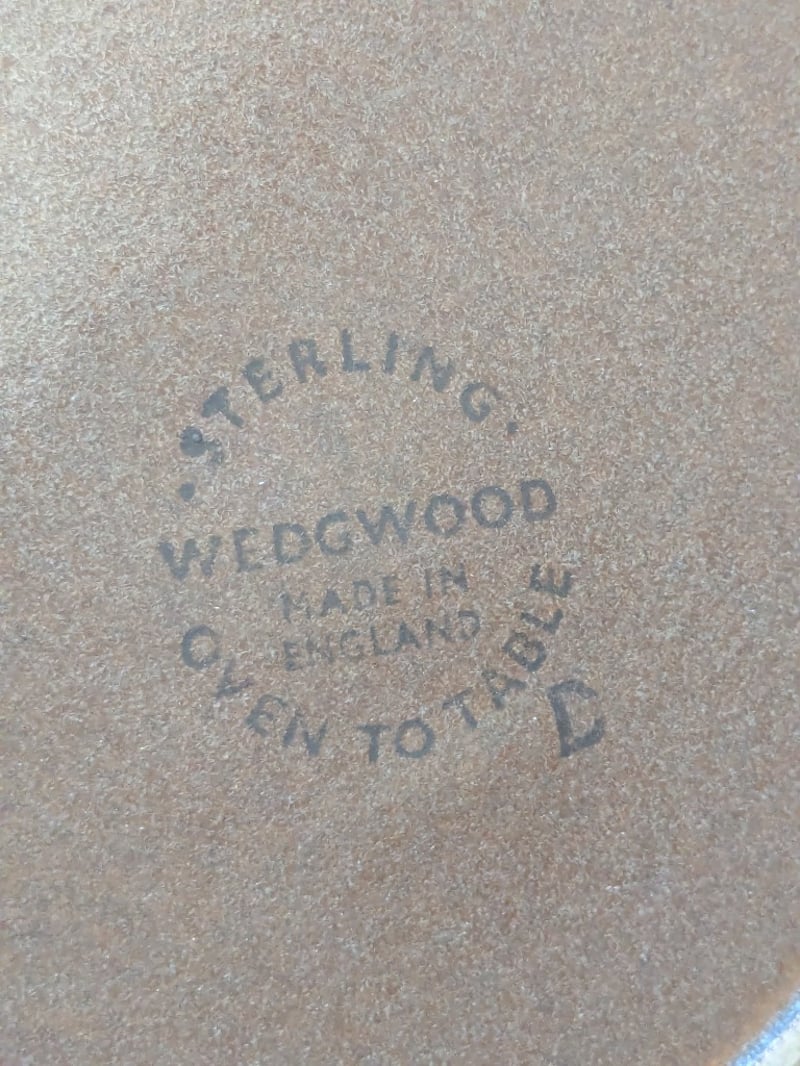 ·STERLING·
WEDGWOOD
MADE IN
ENGLAND
OVEN TO TABLE